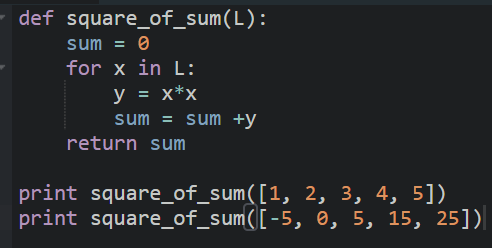 def square_of_sum(L):
    sum = 0
    for x in L:
        y = x*x
        sum = sum +y
    return sum

print square_of_sum([1, 2, 3, 4, 5])
print square_of_sum([-5, 0, 5, 15, 25])